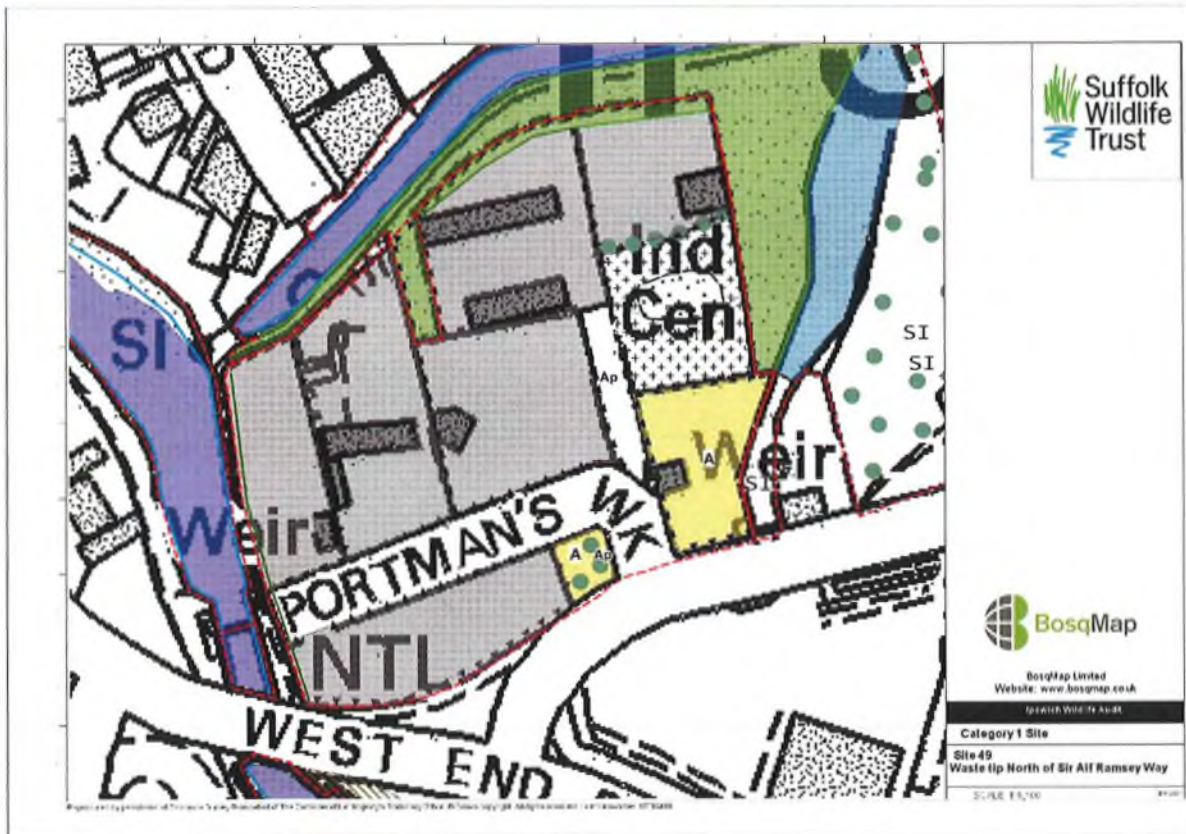 Ind
Cen
Ap
SI
SI
SI
W
A
eir
SI
Weir
PORTMAN'S WK
A
Ap
NTL
WEST END
Suffolk
Wildlife
Trust
BosqMap
BosqMap Limited
Website: www.bosqmap.co.uk
Ipswich Wildlife Audit
Category 1 Site
Site 49
Waste tip North of Sir Alf Ramsey Way